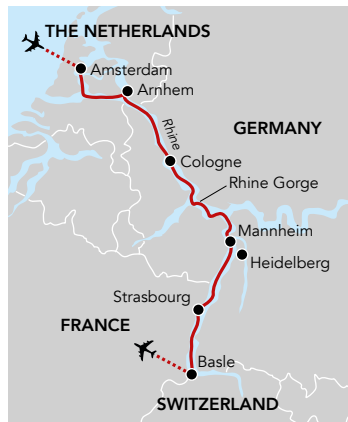 THE NETHERLANDS
Amsterdam
Arnhem
Rhine
GERMANY
Cologne
Rhine Gorge
Mannheim
Heidelberg
Strasbourg
FRANCE
Basle
SWITZERLAND